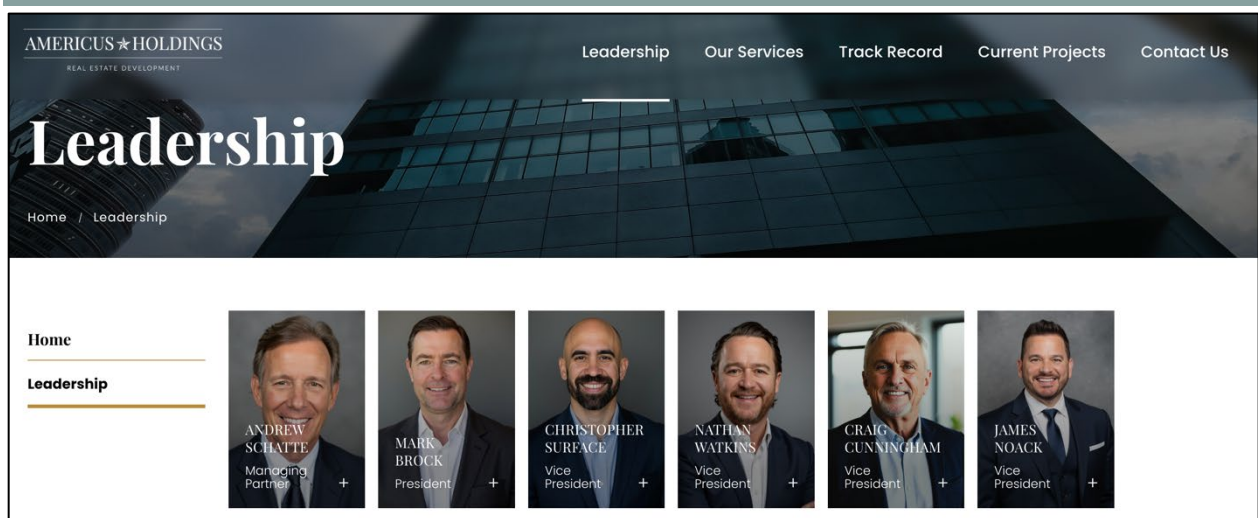 AMERICUS★HOLDINGS
REAL ESTATE DEVELOPMENT
Leadership
Our Services
Track Record
Current Projects
Contact Us
Leadership
Home / Leadership
Home
Leadership
ANDREW
SCHATTE
Managing
Partner +
MARK
BROCK
President +
CHRISTOPHER
SURFACE
Vice
President +
NATHAN
WATKINS
Vice
President +
CRAIG
CUNNINGHAM
Vice
President +
JAMES
NOACK
Vice
President +